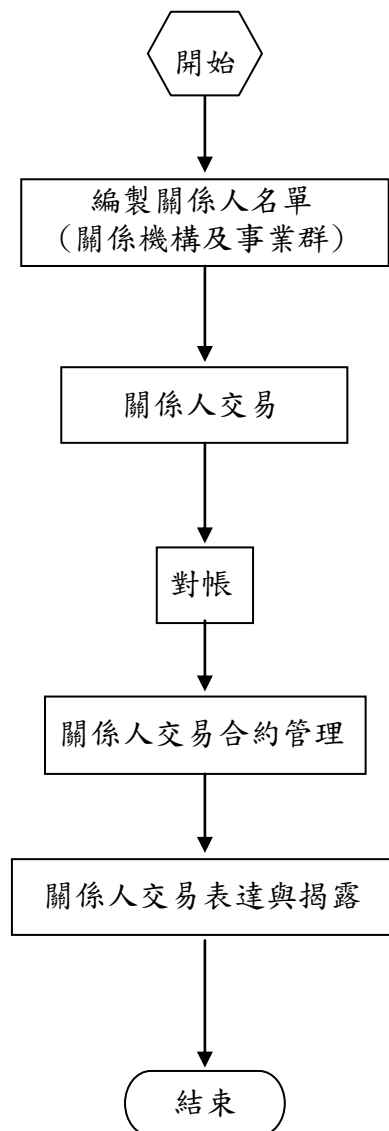 開始
編製關係人名單
（關係機構及事業群）
關係人交易
對帳
關係人交易合約管理
關係人交易表達與揭露
結束